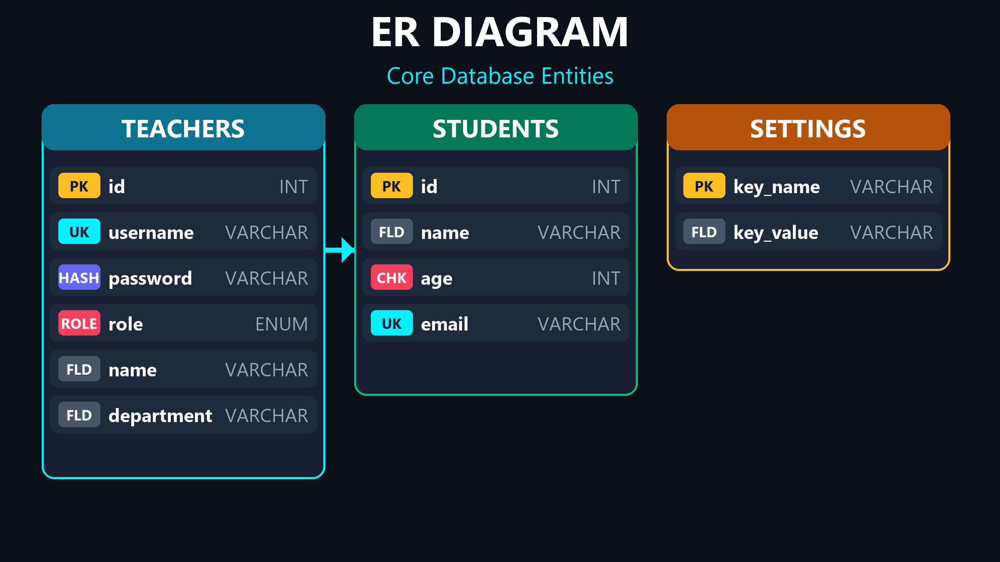 ER DIAGRAM
Core Database Entities
TEACHERS
PK id INT
UK username VARCHAR
HASH password VARCHAR
ROLE role ENUM
FLD name VARCHAR
FLD department VARCHAR
STUDENTS
PK id INT
FLD name VARCHAR
CHK age INT
UK email VARCHAR
SETTINGS
PK key_name VARCHAR
FLD key_value VARCHAR